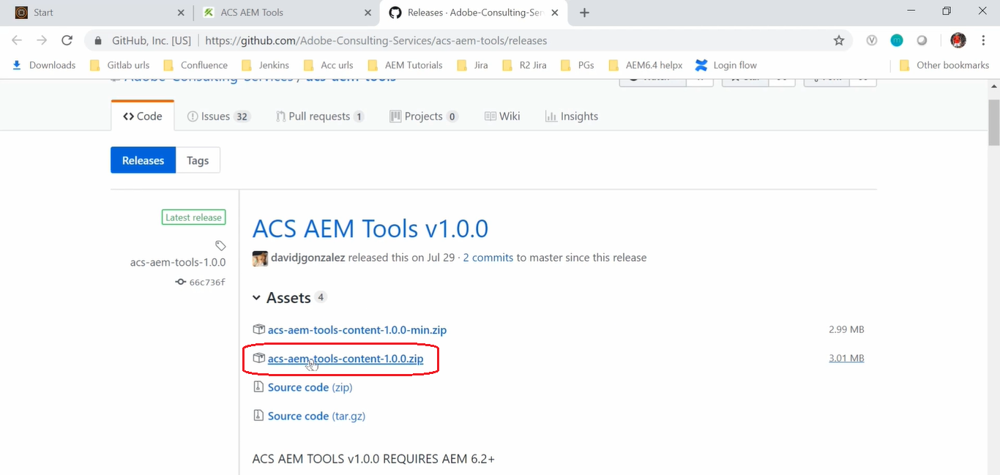 Start
ACS AEM Tools
Releases · Adobe-Consulting-Ser
GitHub, Inc. [US] https://github.com/Adobe-Consulting-Services/acs-aem-tools/releases
Downloads Gitlab urls Confluence Jenkins Acc urls AEM Tutorials Jira R2 Jira PGs AEM6.4 helpx Login flow Other bookmarks
Adobe-Consulting-Services / acs-aem-tools
Code Issues 32 Pull requests 1 Projects 0 Wiki Insights
Releases Tags
Latest release
acs-aem-tools-1.0.0
66c736f
ACS AEM Tools v1.0.0
davidjgonzalez released this on Jul 29 · 2 commits to master since this release
Assets 4
acs-aem-tools-content-1.0.0-min.zip 2.99 MB
acs-aem-tools-content-1.0.0.zip 3.01 MB
Source code (zip)
Source code (tar.gz)
ACS AEM TOOLS v1.0.0 REQUIRES AEM 6.2+